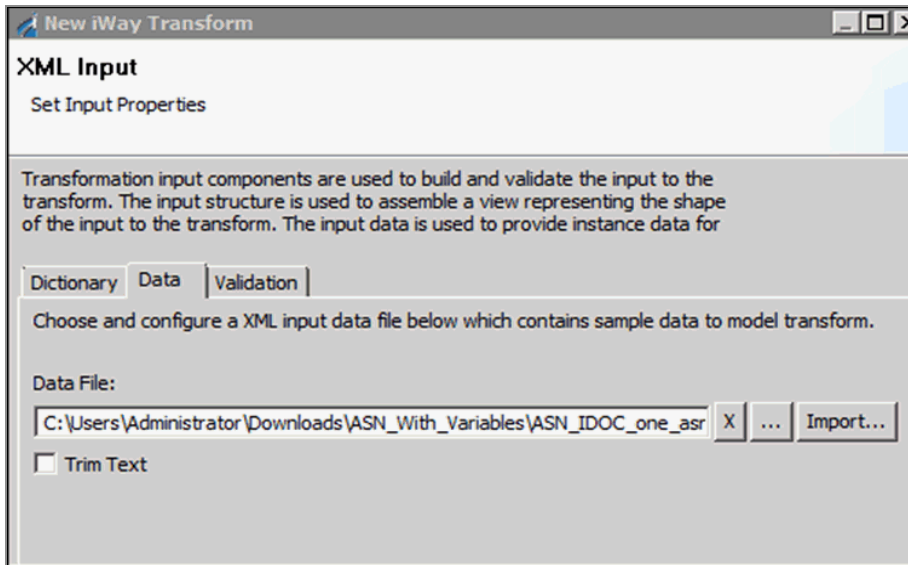 New iWay Transform
XML Input
Set Input Properties
Transformation input components are used to build and validate the input to the
transform. The input structure is used to assemble a view representing the shape
of the input to the transform. The input data is used to provide instance data for
Dictionary Data Validation
Choose and configure a XML input data file below which contains sample data to model transform.
Data File:
C:\Users\Administrator\Downloads\ASN_With_Variables\ASN_IDOC_one_asr X ... Import...
Trim Text